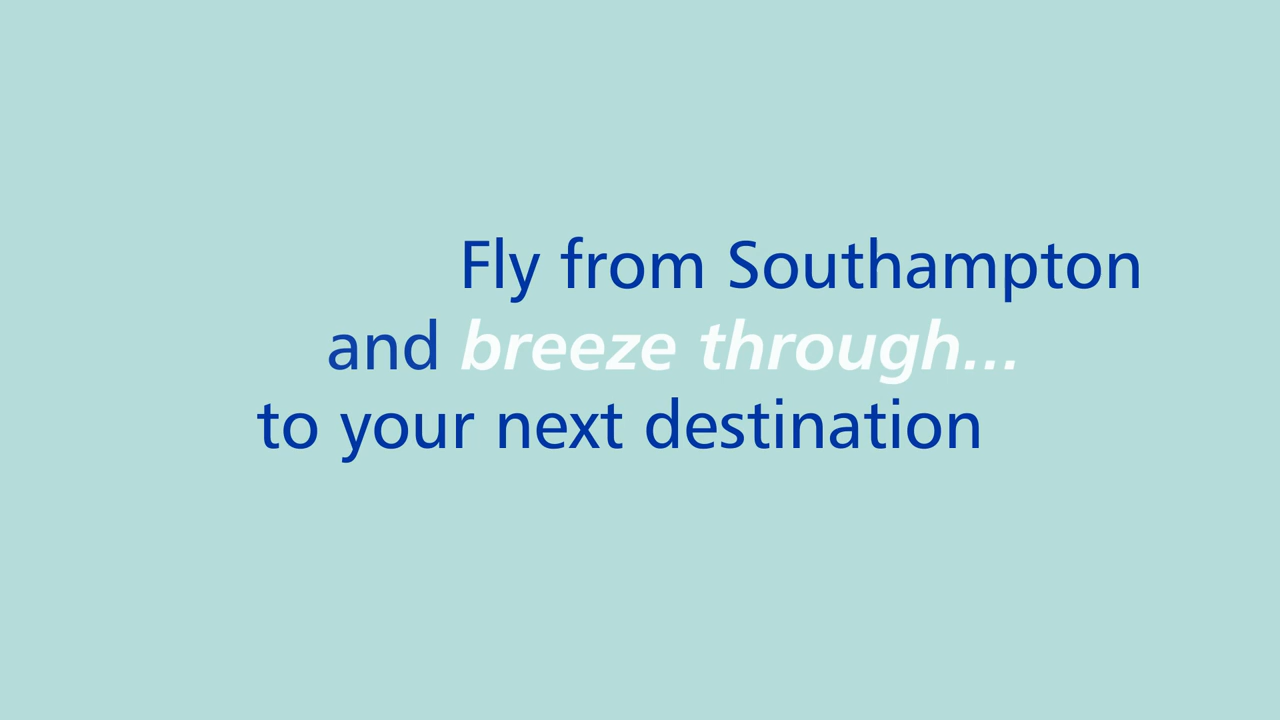 Fly from Southampton
and breeze through...
to your next destination